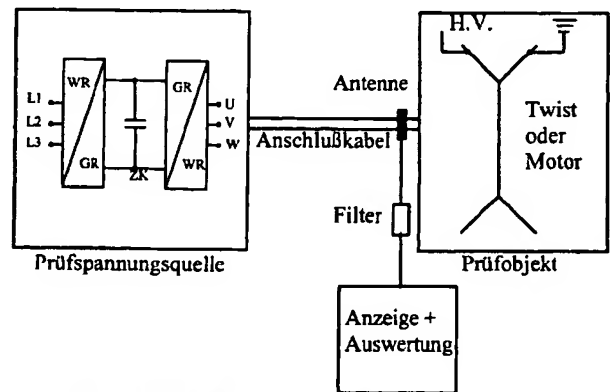 H.V.
WR
GR
L1
L2
L3
GR
ZK
WR
U
V
W
Antenne
Anschlußkabel
Twist
oder
Motor
Filter
Prüfspannungsquelle
Prüfobjekt
Anzeige +
Auswertung